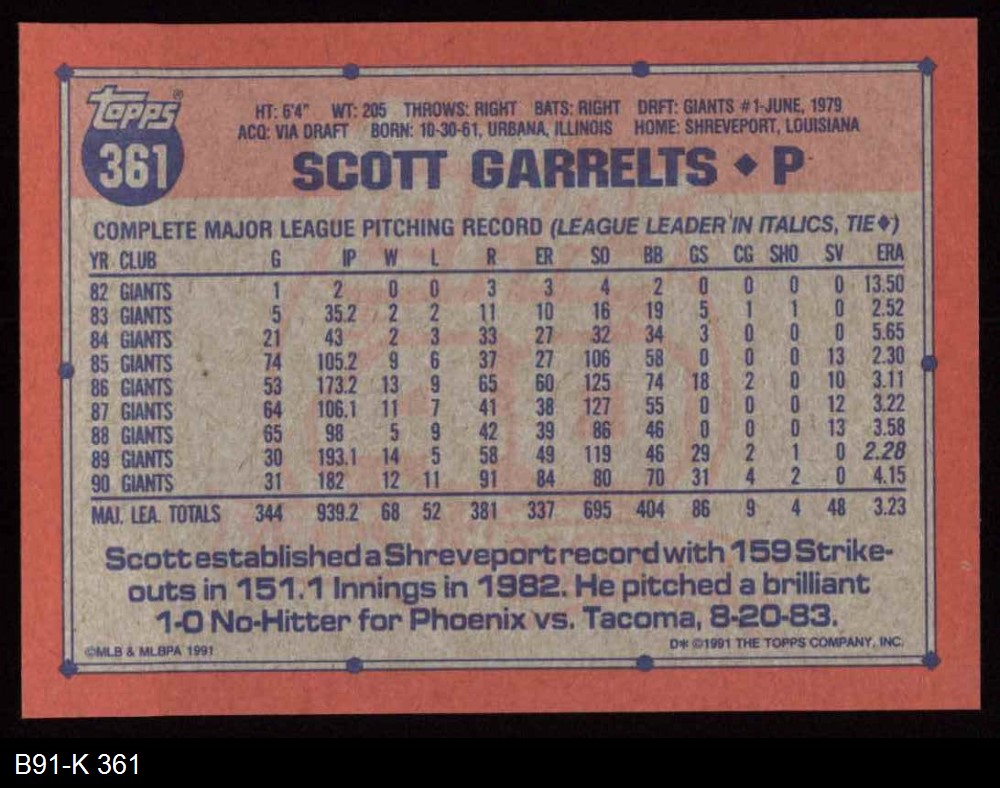 topps®
361
HT: 6'4" WT: 205 THROWS: RIGHT BATS: RIGHT DRFT: GIANTS #1-JUNE, 1979
ACQ: VIA DRAFT BORN: 10-30-61, URBANA, ILLINOIS HOME: SHREVEPORT, LOUISIANA
SCOTT GARRELTS ◆ P
COMPLETE MAJOR LEAGUE PITCHING RECORD (LEAGUE LEADER IN ITALICS, TIE◆)
YR CLUB G IP W L R ER SO BB GS CG SHO SV ERA
82 GIANTS 1 2 0 0 3 3 4 2 0 0 0 0 13.50
83 GIANTS 5 35.2 2 2 11 10 16 19 5 1 1 0 2.52
84 GIANTS 21 43 2 3 33 27 32 34 3 0 0 0 5.65
85 GIANTS 74 105.2 9 6 37 27 106 58 0 0 0 13 2.30
86 GIANTS 53 173.2 13 9 65 60 125 74 18 2 0 10 3.11
87 GIANTS 64 106.1 11 7 41 38 127 55 0 0 0 12 3.22
88 GIANTS 65 98 5 9 42 39 86 46 0 0 0 13 3.58
89 GIANTS 30 193.1 14 5 58 49 119 46 29 2 1 0 2.28
90 GIANTS 31 182 12 11 91 84 80 70 31 4 2 0 4.15
MAJ. LEA. TOTALS 344 939.2 68 52 381 337 695 404 86 9 4 48 3.23
Scott established a Shreveport record with 159 Strike-
outs in 151.1 Innings in 1982. He pitched a brilliant
1-0 No-Hitter for Phoenix vs. Tacoma, 8-20-83.
©MLB & MLBPA 1991 D* ©1991 THE TOPPS COMPANY, INC.
B91-K 361